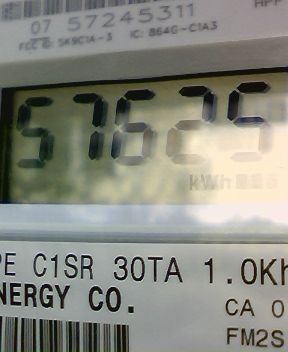 07 57245311
FCC ID: SK9C1A-3 IC: 864G-C1A3
57625
kWh
PE C1SR 30TA 1.0Kh
NERGY CO.
CA 0
FM2S